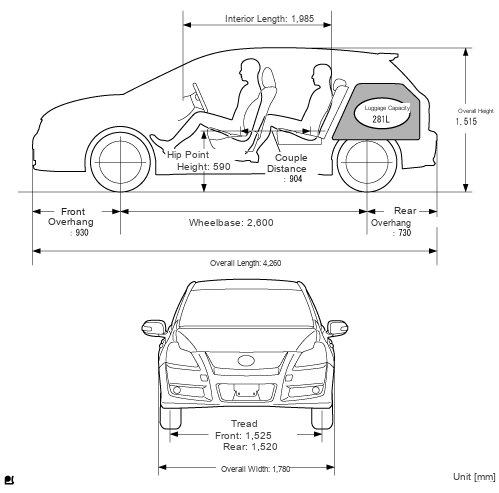 Interior Length: 1,985
Luggage Capacity
281L
Overall Height
1, 515
Hip Point
Height: 590
Couple
Distance
: 904
Front
Overhang
: 930
Wheelbase: 2,600
Rear
Overhang
: 730
Overall Length: 4,260
Tread
Front: 1,525
Rear: 1,520
Overall Width: 1,780
Unit [mm]